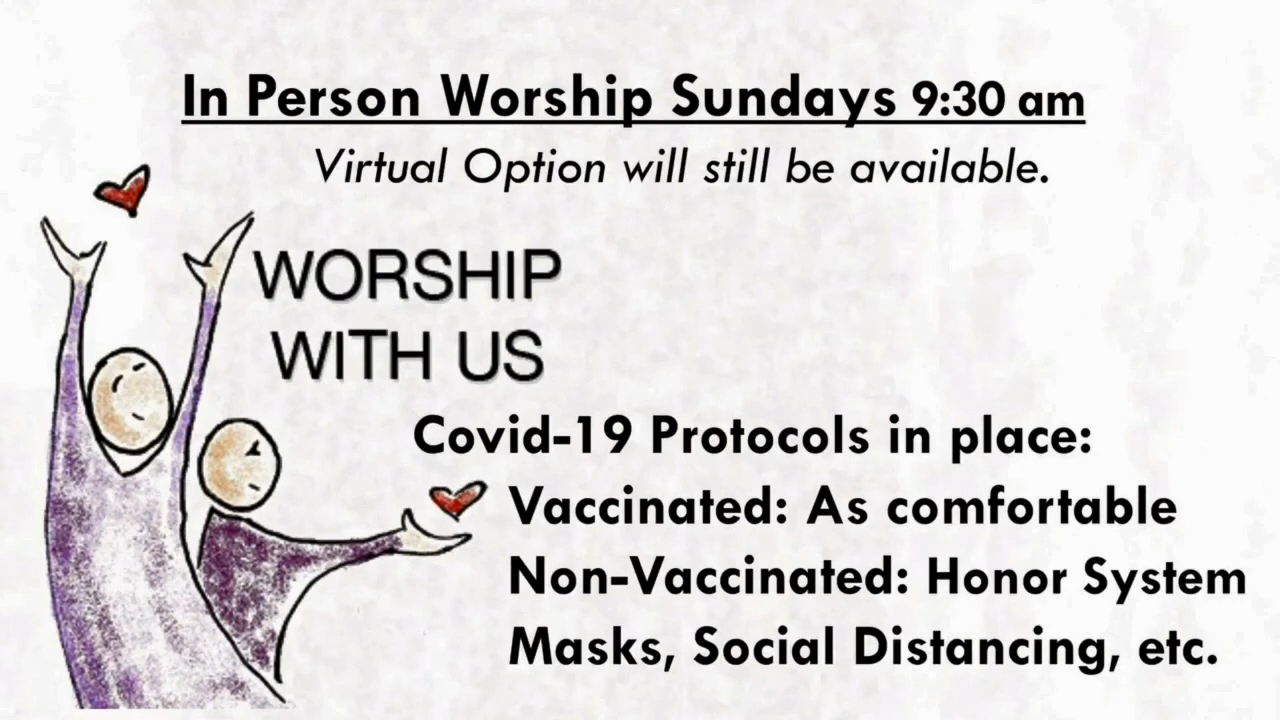 In Person Worship Sundays 9:30 am
Virtual Option will still be available.
WORSHIP
WITH US
Covid-19 Protocols in place:
Vaccinated: As comfortable
Non-Vaccinated: Honor System
Masks, Social Distancing, etc.